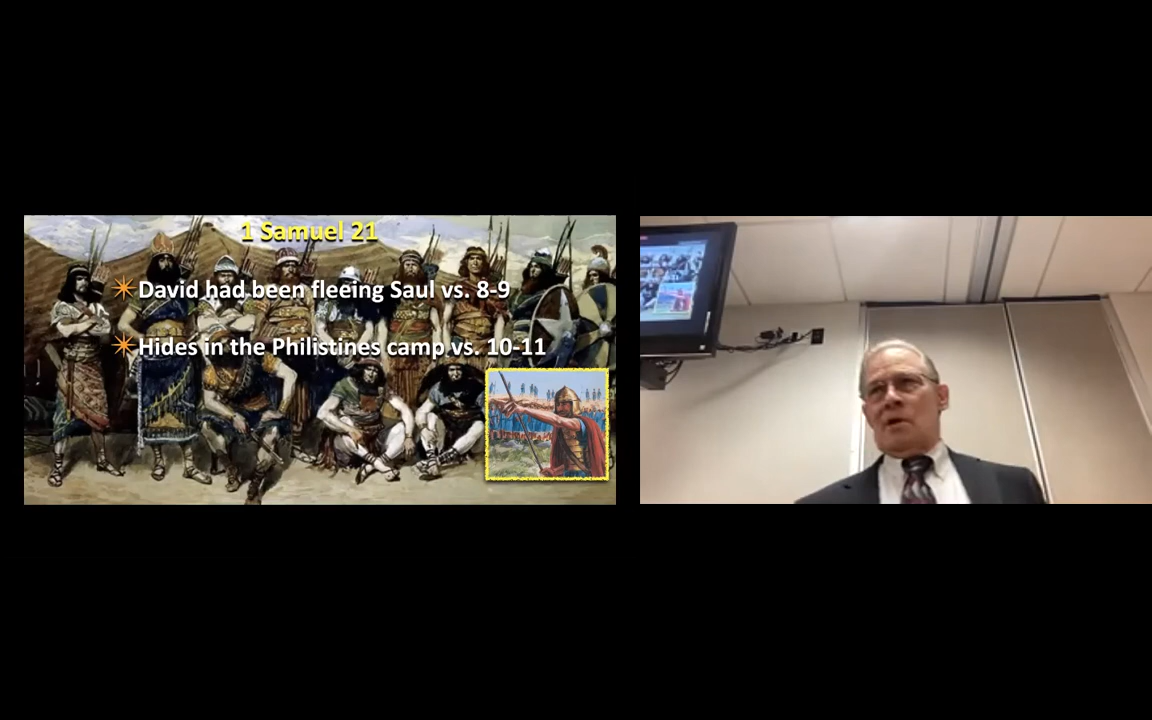 1 Samuel 21
David had been fleeing Saul vs. 8-9
Hides in the Philistines camp vs. 10-11